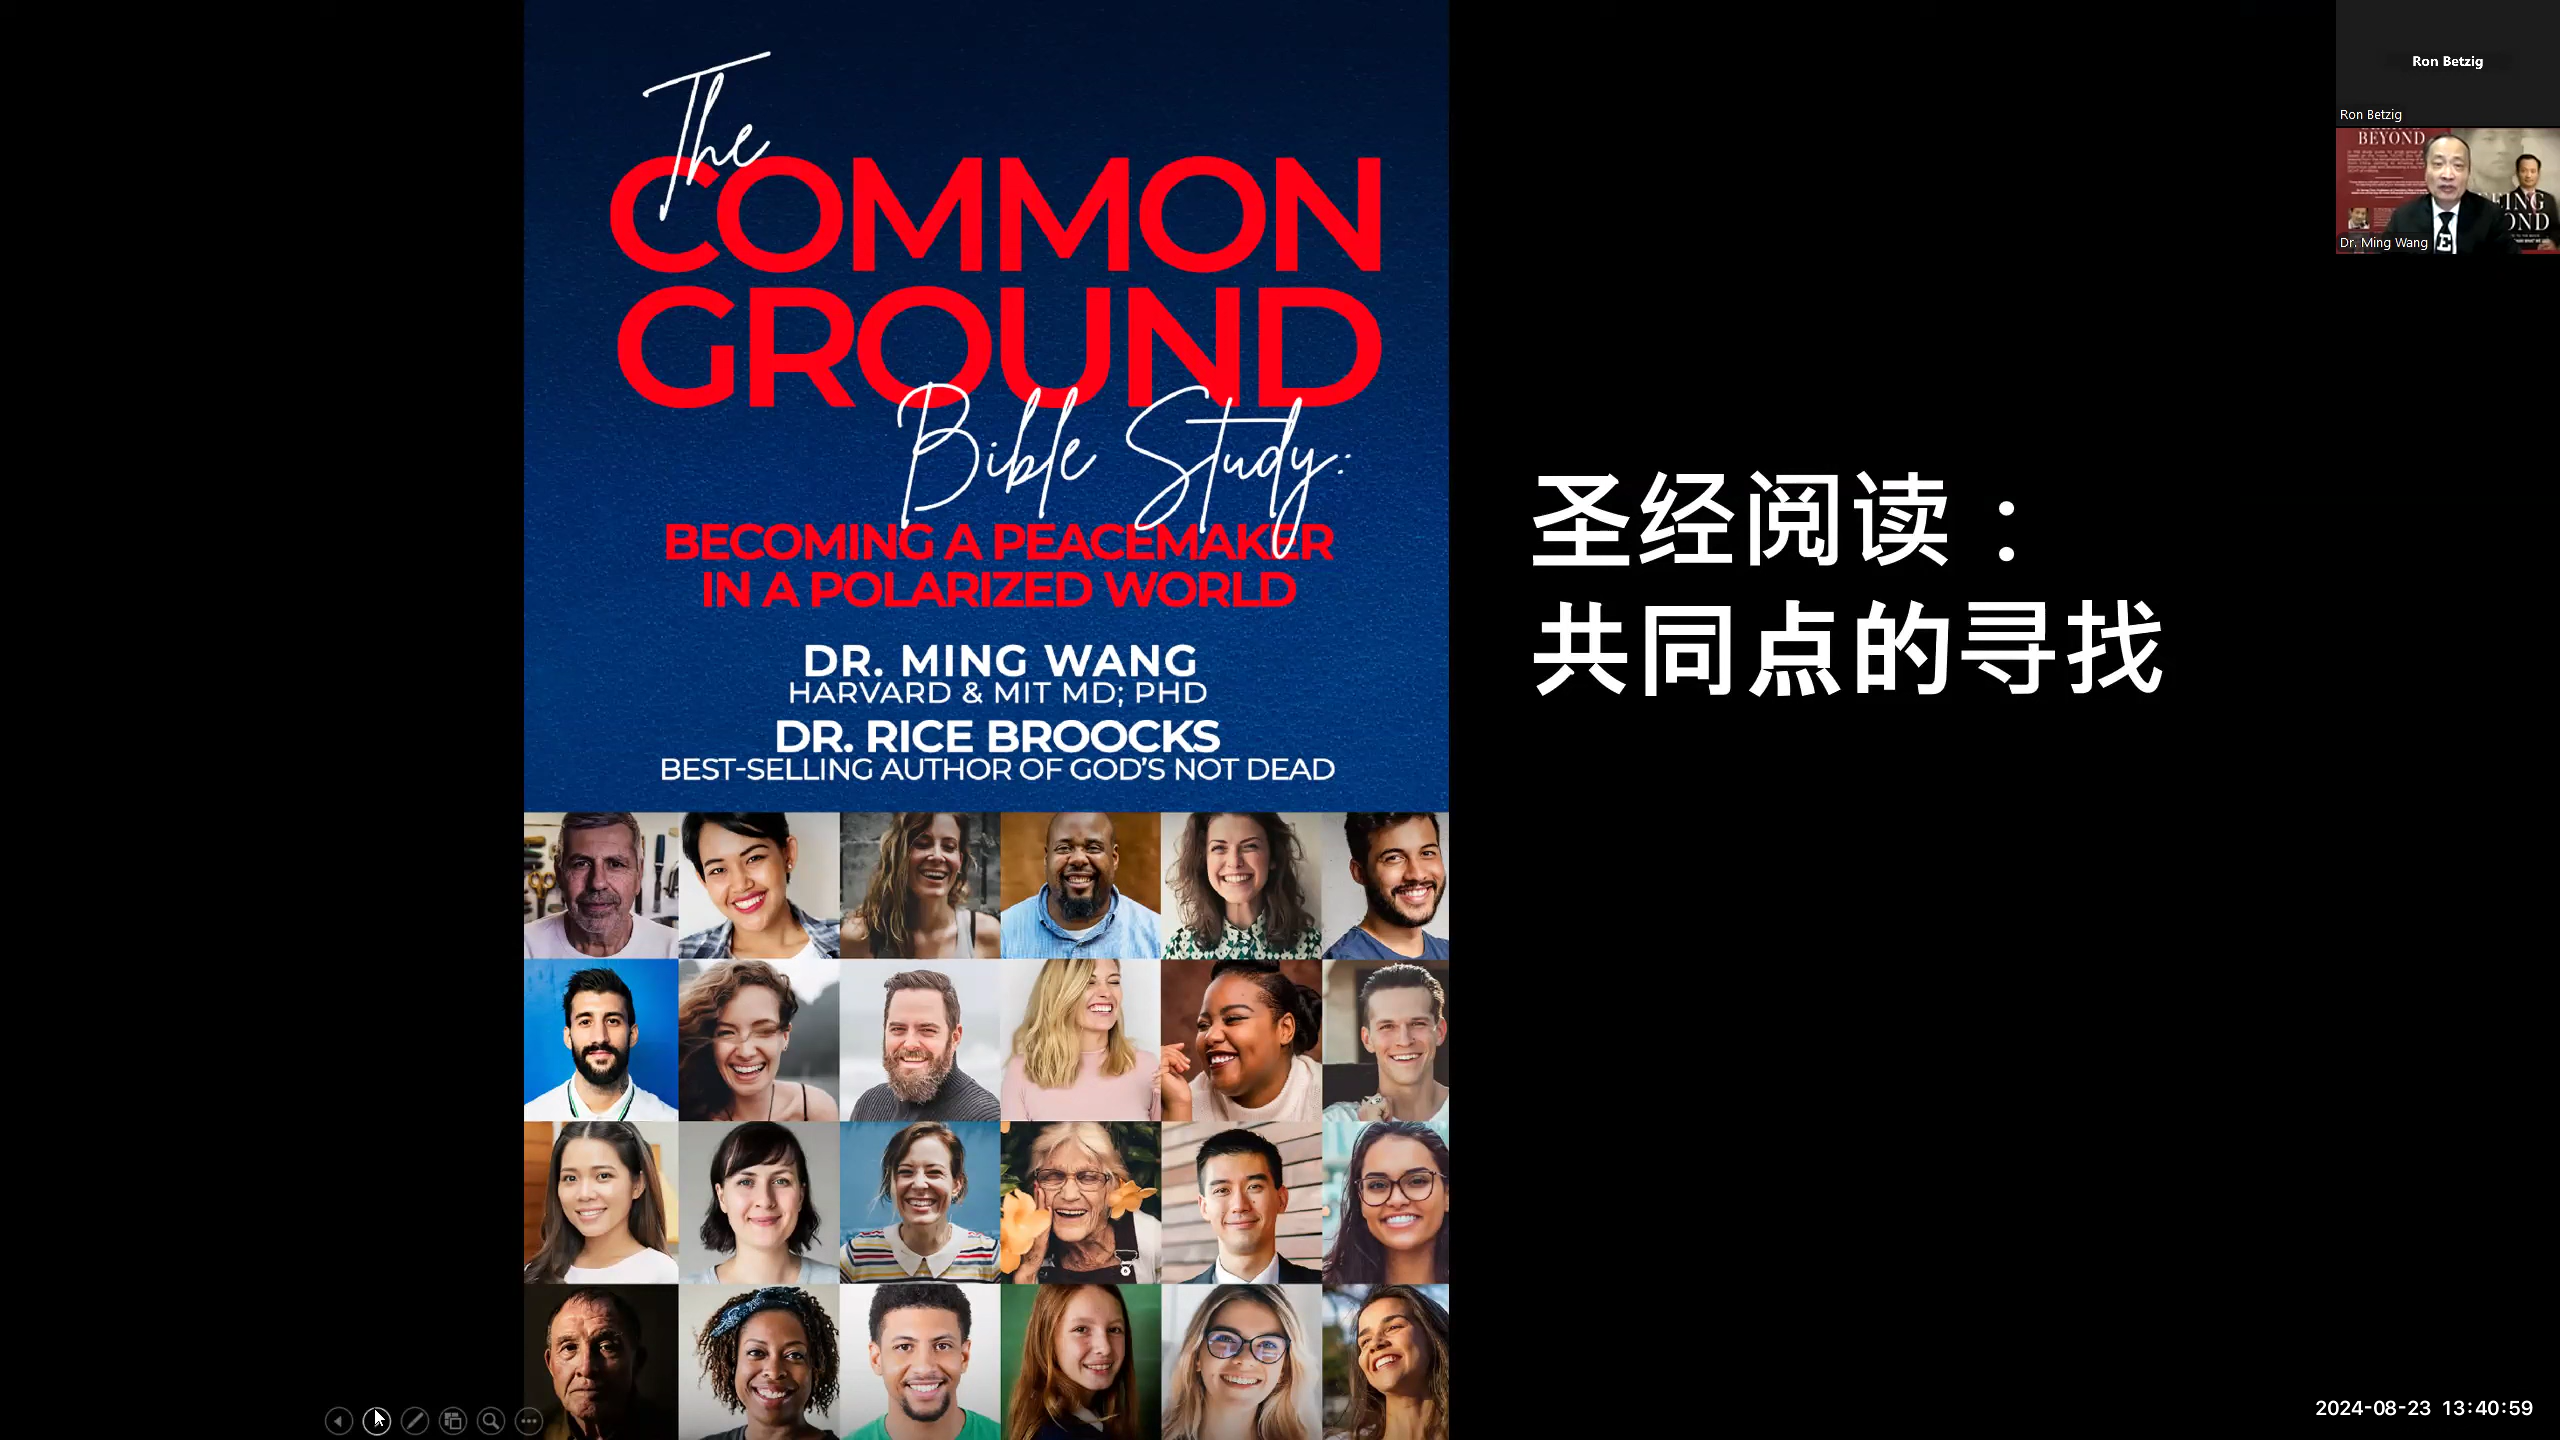 The
COMMON
GROUND
Bible Study:
BECOMING A PEACEMAKER
IN A POLARIZED WORLD
DR. MING WANG
HARVARD & MIT MD; PHD
DR. RICE BROOCKS
BEST-SELLING AUTHOR OF GOD'S NOT DEAD
圣经阅读：
共同点的寻找
Ron Betzig
Ron Betzig
BEYOND
Dr. Ming Wang
E
2024-08-23 13:40:59